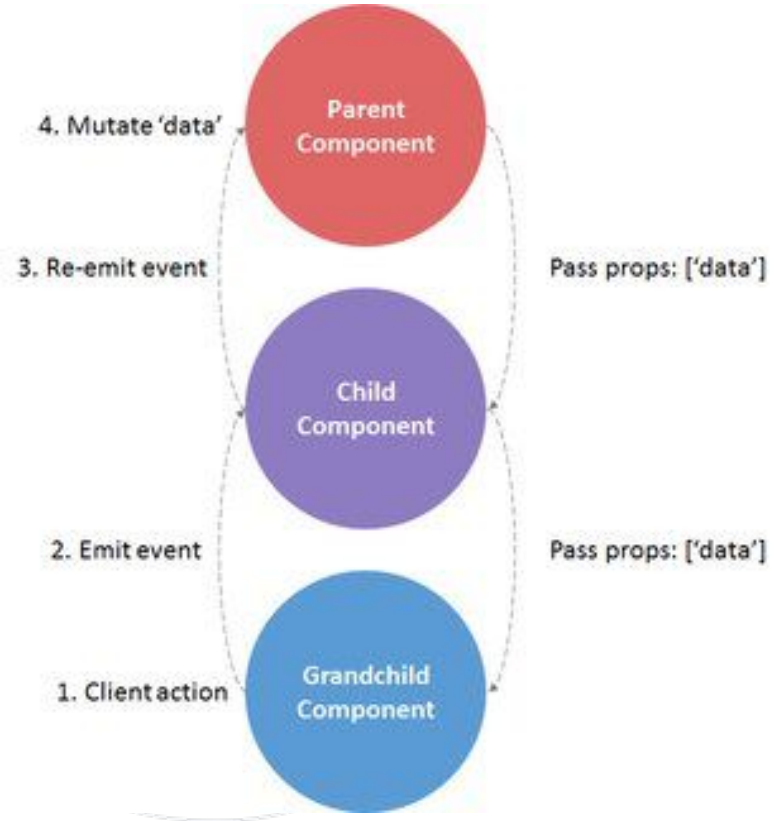 Parent
Component
4. Mutate ‘data’
3. Re-emit event
Pass props: [‘data’]
Child
Component
2. Emit event
Pass props: [‘data’]
Grandchild
Component
1. Client action